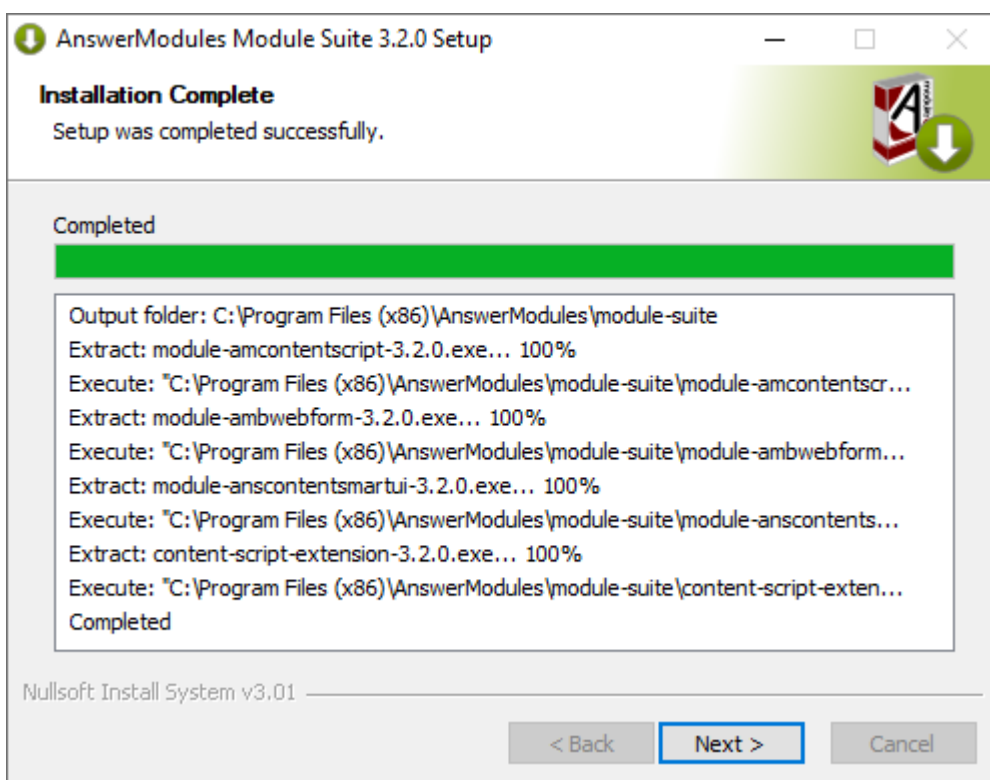 AnswerModules Module Suite 3.2.0 Setup
Installation Complete
Setup was completed successfully.
Completed
Output folder: C:\Program Files (x86)\AnswerModules\module-suite
Extract: module-amcontentscript-3.2.0.exe... 100%
Execute: "C:\Program Files (x86)\AnswerModules\module-suite\module-amcontentscr...
Extract: module-ambwebform-3.2.0.exe... 100%
Execute: "C:\Program Files (x86)\AnswerModules\module-suite\module-ambwebform...
Extract: module-anscontentsmartui-3.2.0.exe... 100%
Execute: "C:\Program Files (x86)\AnswerModules\module-suite\module-anscontents...
Extract: content-script-extension-3.2.0.exe... 100%
Execute: "C:\Program Files (x86)\AnswerModules\module-suite\content-script-exten...
Completed
Nullsoft Install System v3.01
< Back
Next >
Cancel